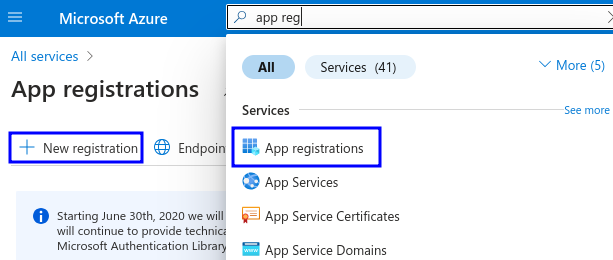 Microsoft Azure
app reg
All services
App registrations
New registration
Endpoin
Starting June 30th, 2020 we will
will continue to provide technica
Microsoft Authentication Library
All
Services (41)
More (5)
Services
See more
App registrations
App Services
App Service Certificates
App Service Domains